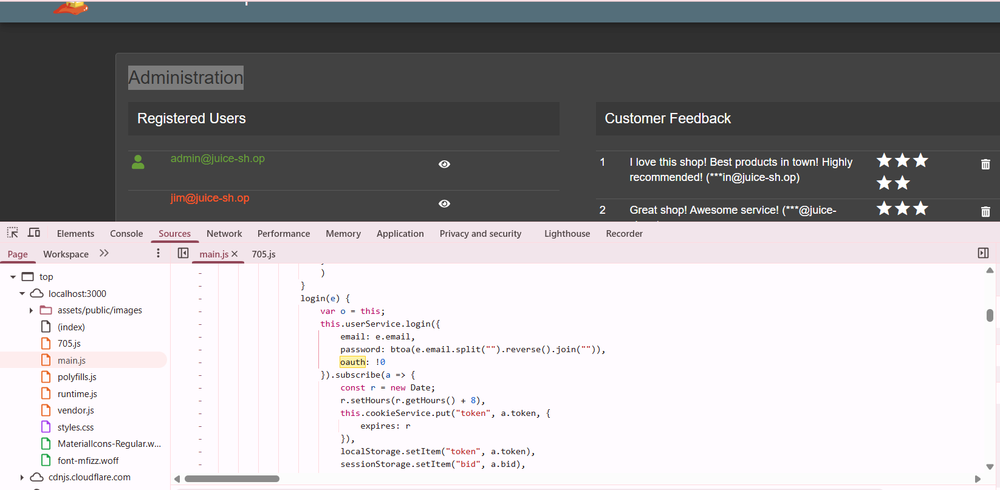 Administration
Registered Users
Customer Feedback
admin@juice-sh.op
1
I love this shop! Best products in town! Highly
recommended! (***in@juice-sh.op)
jim@juice-sh.op
2
Great shop! Awesome service! (***@juice-
Elements Console Sources Network Performance Memory Application Privacy and security Lighthouse Recorder
Page Workspace
main.js 705.js
top
localhost:3000
assets/public/images
(index)
705.js
main.js
polyfills.js
runtime.js
vendor.js
styles.css
MaterialIcons-Regular.w...
font-mfizz.woff
cdnjs.cloudflare.com
)
}
login(e) {
var o = this;
this.userService.login({
email: e.email,
password: btoa(e.email.split("").reverse().join("")),
oauth: !0
}).subscribe(a => {
const r = new Date;
r.setHours(r.getHours() + 8),
this.cookieService.put("token", a.token, {
expires: r
}),
localStorage.setItem("token", a.token),
sessionStorage.setItem("bid", a.bid),